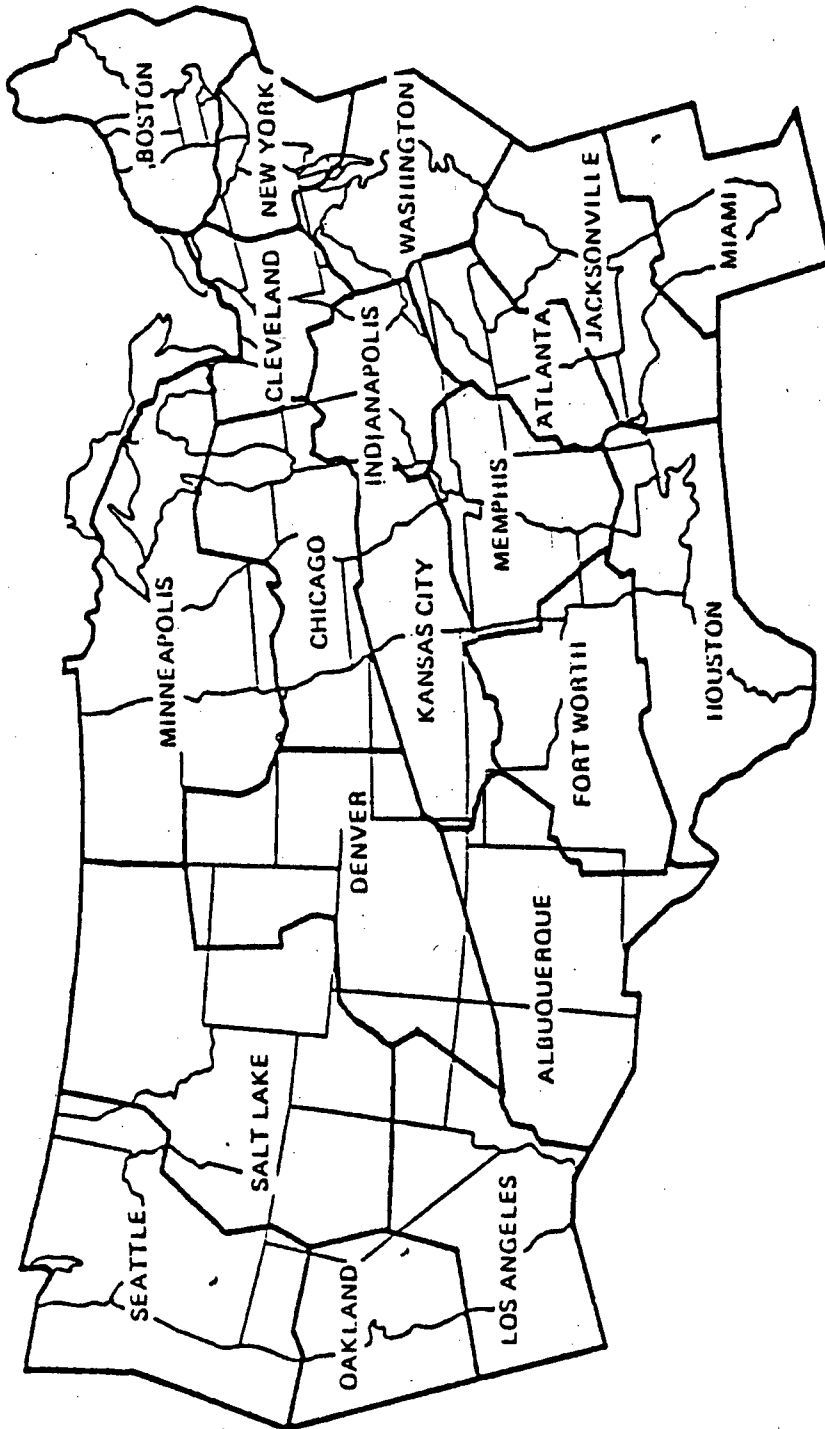 SEATTLE
OAKLAND
LOS ANGELES
SALT LAKE
ALBUQUERQUE
DENVER
MINNEAPOLIS
CHICAGO
KANSAS CITY
FORT WORTH
HOUSTON
MEMPHIS
INDIANAPOLIS
CLEVELAND
ATLANTA
JACKSONVILLE
MIAMI
WASHINGTON
NEW YORK
BOSTON